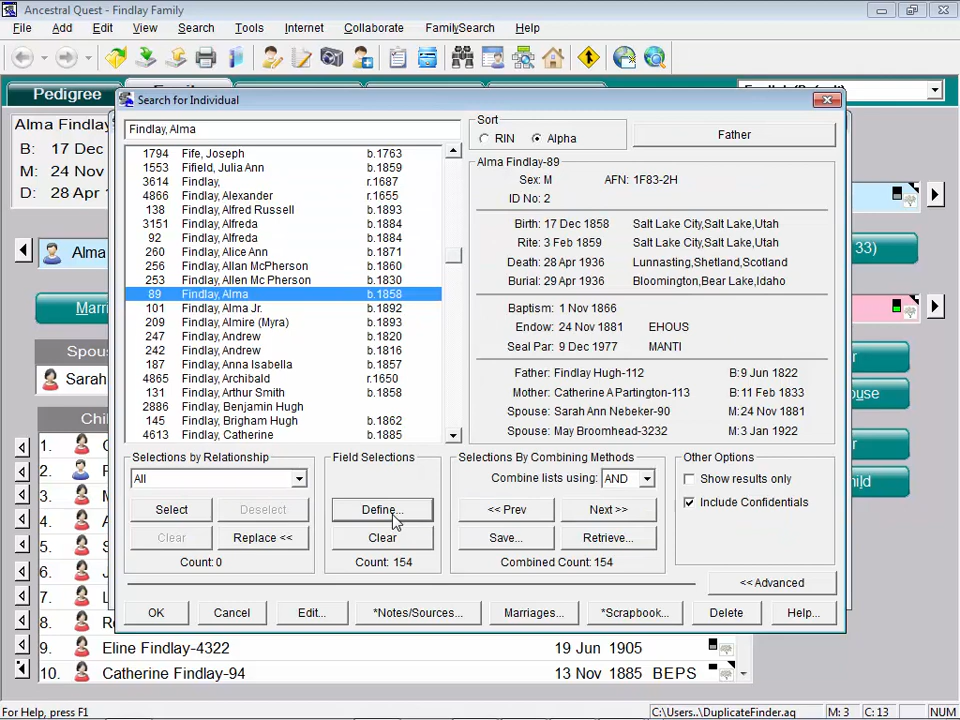 Ancestral Quest - Findlay Family
File Add Edit View Search Tools Internet Collaborate FamilySearch Help
Pedigree
Search for Individual
Alma Findlay
B: 17 Dec
M: 24 Nov
D: 28 Apr
Findlay, Alma
Sort
RIN Alpha
Father
1794 Fife, Joseph b.1763
1553 Fifield, Julia Ann b.1859
3614 Findlay, r.1687
4866 Findlay, Alexander r.1655
138 Findlay, Alfred Russell b.1893
3151 Findlay, Alfreda b.1884
92 Findlay, Alfreda b.1884
260 Findlay, Alice Ann b.1871
256 Findlay, Allan McPherson b.1860
253 Findlay, Allen Mc Pherson b.1830
89 Findlay, Alma b.1858
101 Findlay, Alma Jr. b.1892
209 Findlay, Almire (Myra) b.1893
247 Findlay, Andrew b.1820
242 Findlay, Andrew b.1816
187 Findlay, Anna Isabella b.1857
4865 Findlay, Archibald r.1650
131 Findlay, Arthur Smith b.1858
2886 Findlay, Benjamin Hugh
145 Findlay, Brigham Hugh b.1862
4613 Findlay, Catherine b.1885
Alma Findlay-89
Sex: M AFN: 1F83-2H
ID No: 2
Birth: 17 Dec 1858 Salt Lake City,Salt Lake,Utah
Rite: 3 Feb 1859 Salt Lake City,Salt Lake,Utah
Death: 28 Apr 1936 Lunnasting,Shetland,Scotland
Burial: 29 Apr 1936 Bloomington,Bear Lake,Idaho
Baptism: 1 Nov 1866
Endow: 24 Nov 1881 EHOUS
Seal Par: 9 Dec 1977 MANTI
Father: Findlay Hugh-112 B:9 Jun 1822
Mother: Catherine A Partington-113 B:11 Feb 1833
Spouse: Sarah Ann Nebeker-90 M:24 Nov 1881
Spouse: May Broomhead-3232 M:3 Jan 1922
Alma
33)
Marri
Spous
Sarah
Chi
ouse
hild
Selections by Relationship
All
Select Deselect
Clear Replace <<
Count: 0
Field Selections
Define...
Clear
Count: 154
Selections By Combining Methods
Combine lists using: AND
<< Prev Next >>
Save... Retrieve...
Combined Count: 154
Other Options
Show results only
Include Confidentials
<< Advanced
OK Cancel Edit... *Notes/Sources... Marriages... *Scrapbook... Delete Help...
1.
2.
3.
4.
5.
6.
7.
8.
9. Eline Findlay-4322 19 Jun 1905
10. Catherine Findlay-94 13 Nov 1885 BEPS
For Help, press F1 C:\Users..\DuplicateFinder.aq M: 3 C: 13 NUM